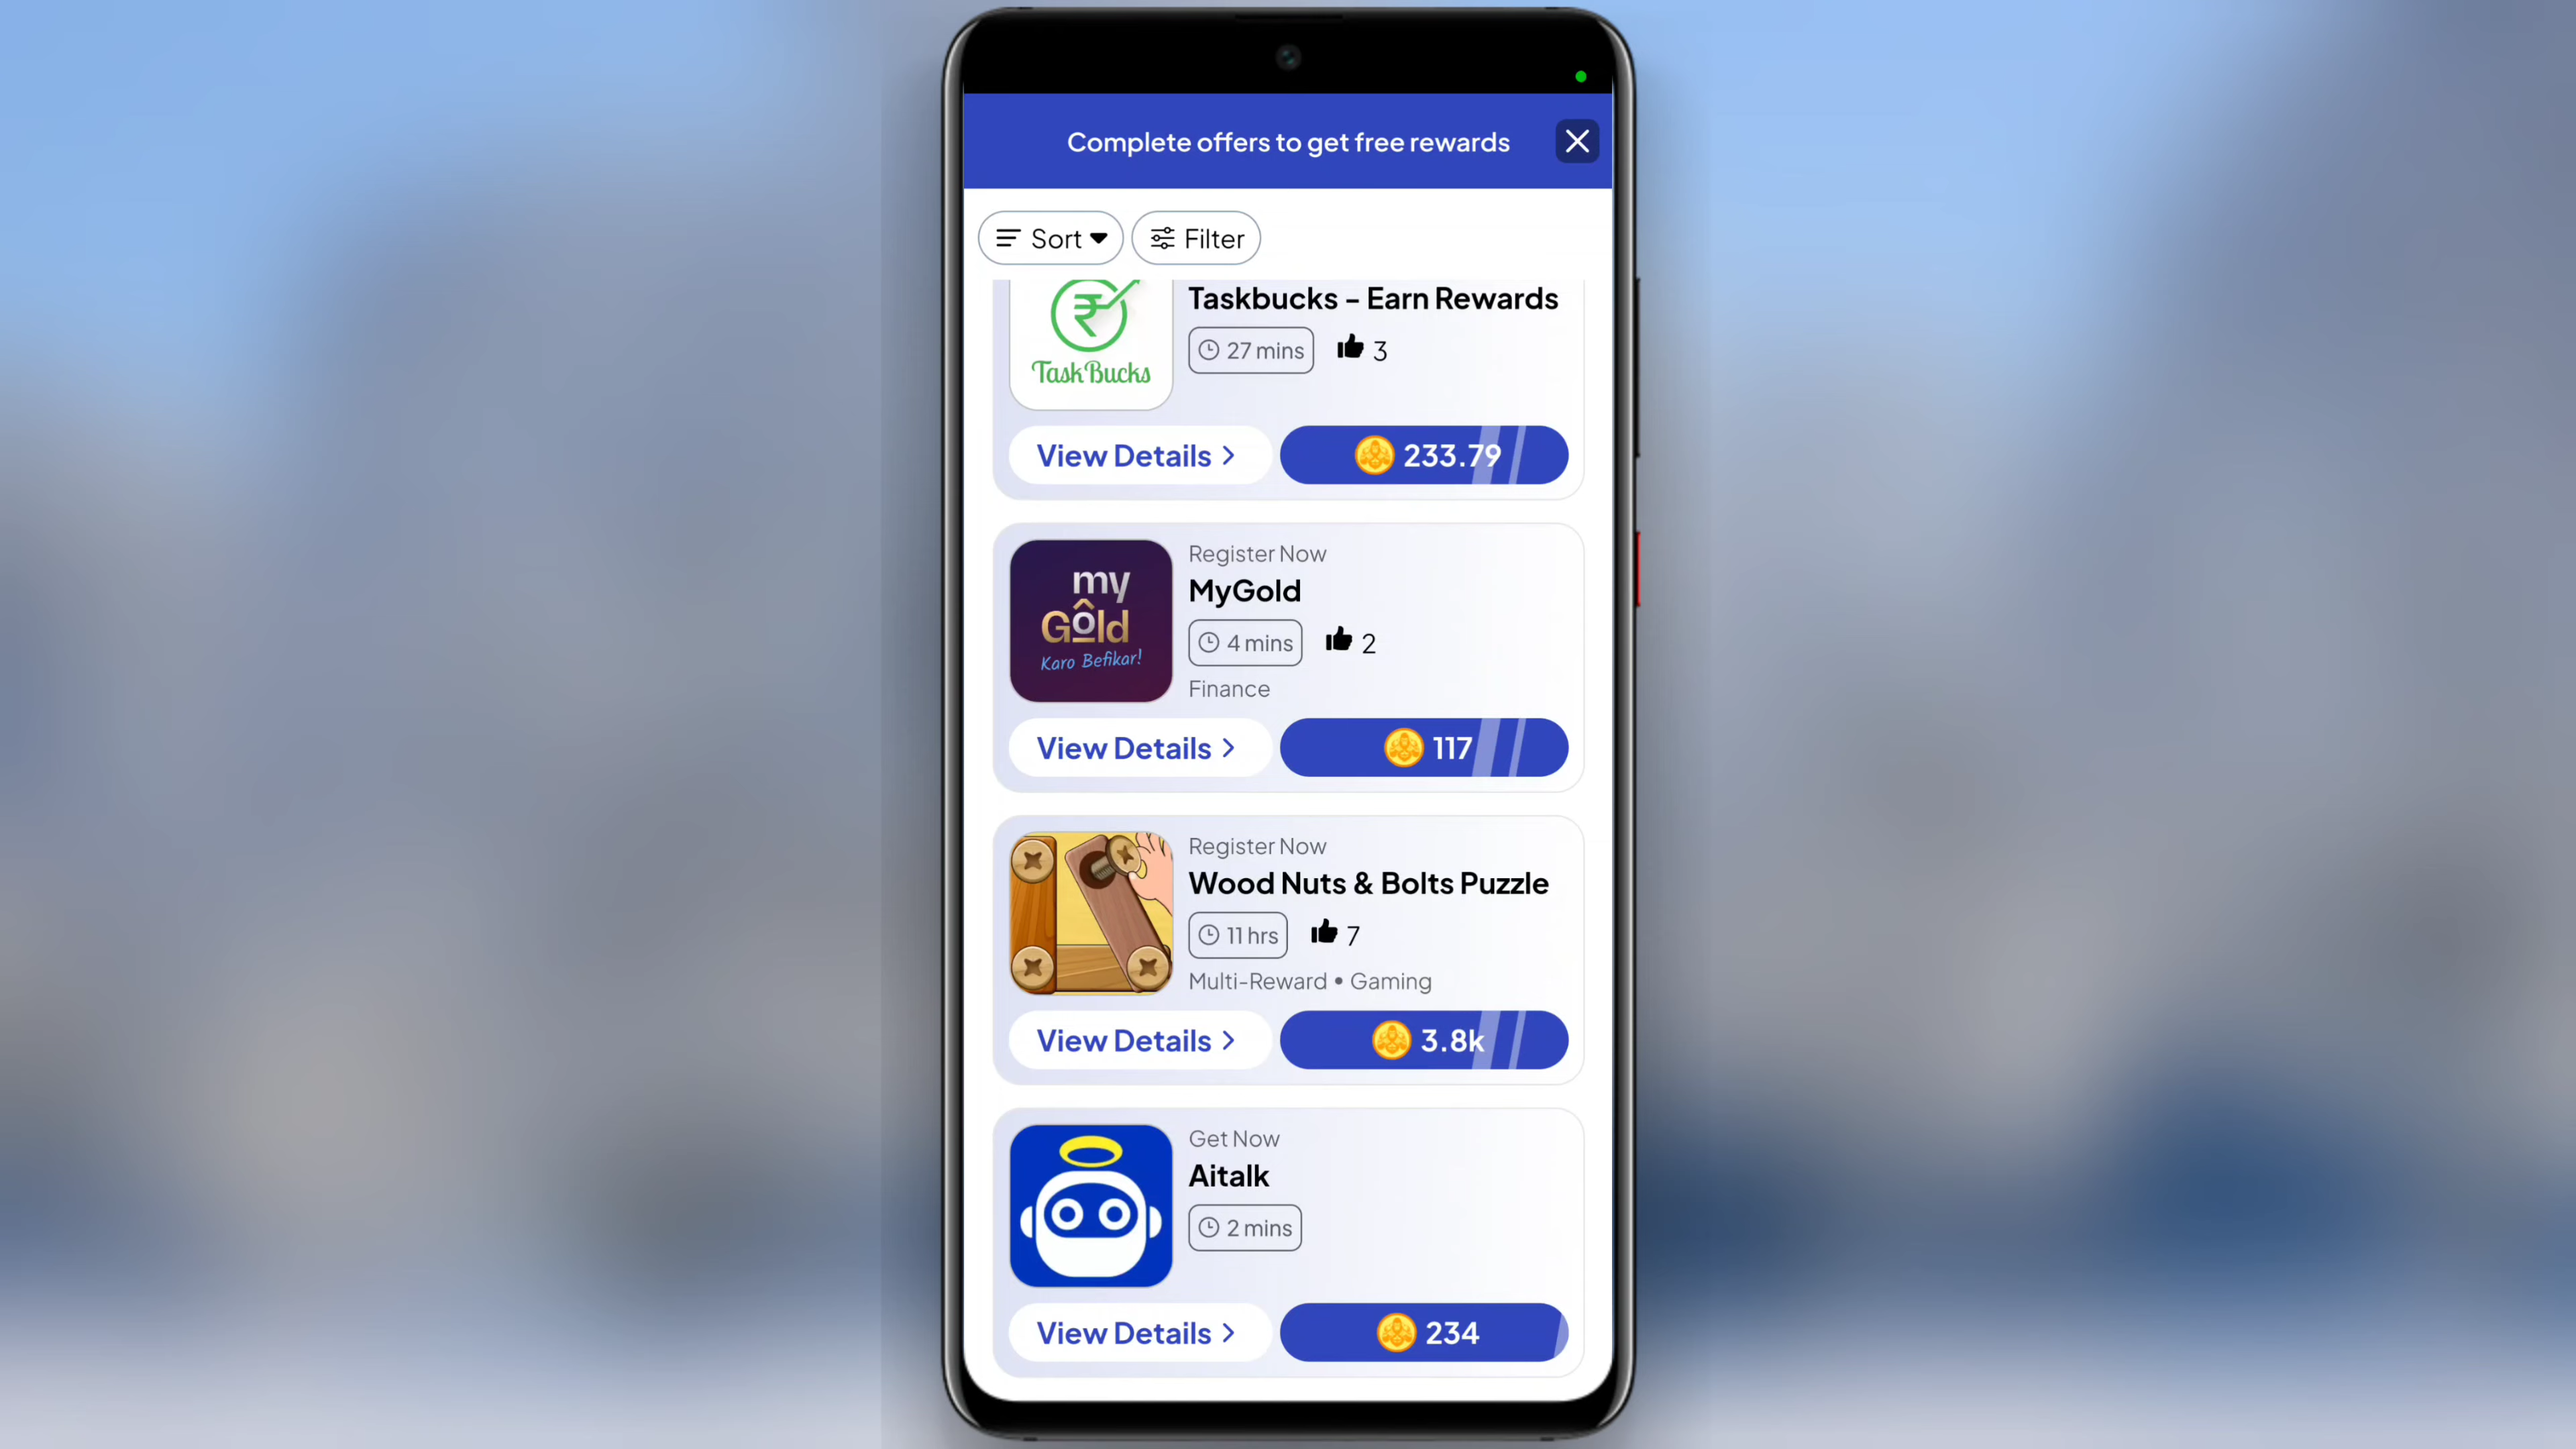 Complete offers to get free rewards
Sort
Filter
Taskbucks – Earn Rewards
27 mins
3
TaskBucks
View Details >
233.79
Register Now
MyGold
my
Gold
Karo Befikar!
4 mins
2
Finance
View Details >
117
Register Now
Wood Nuts & Bolts Puzzle
11 hrs
7
Multi-Reward • Gaming
View Details >
3.8k
Get Now
Aitalk
2 mins
View Details >
234